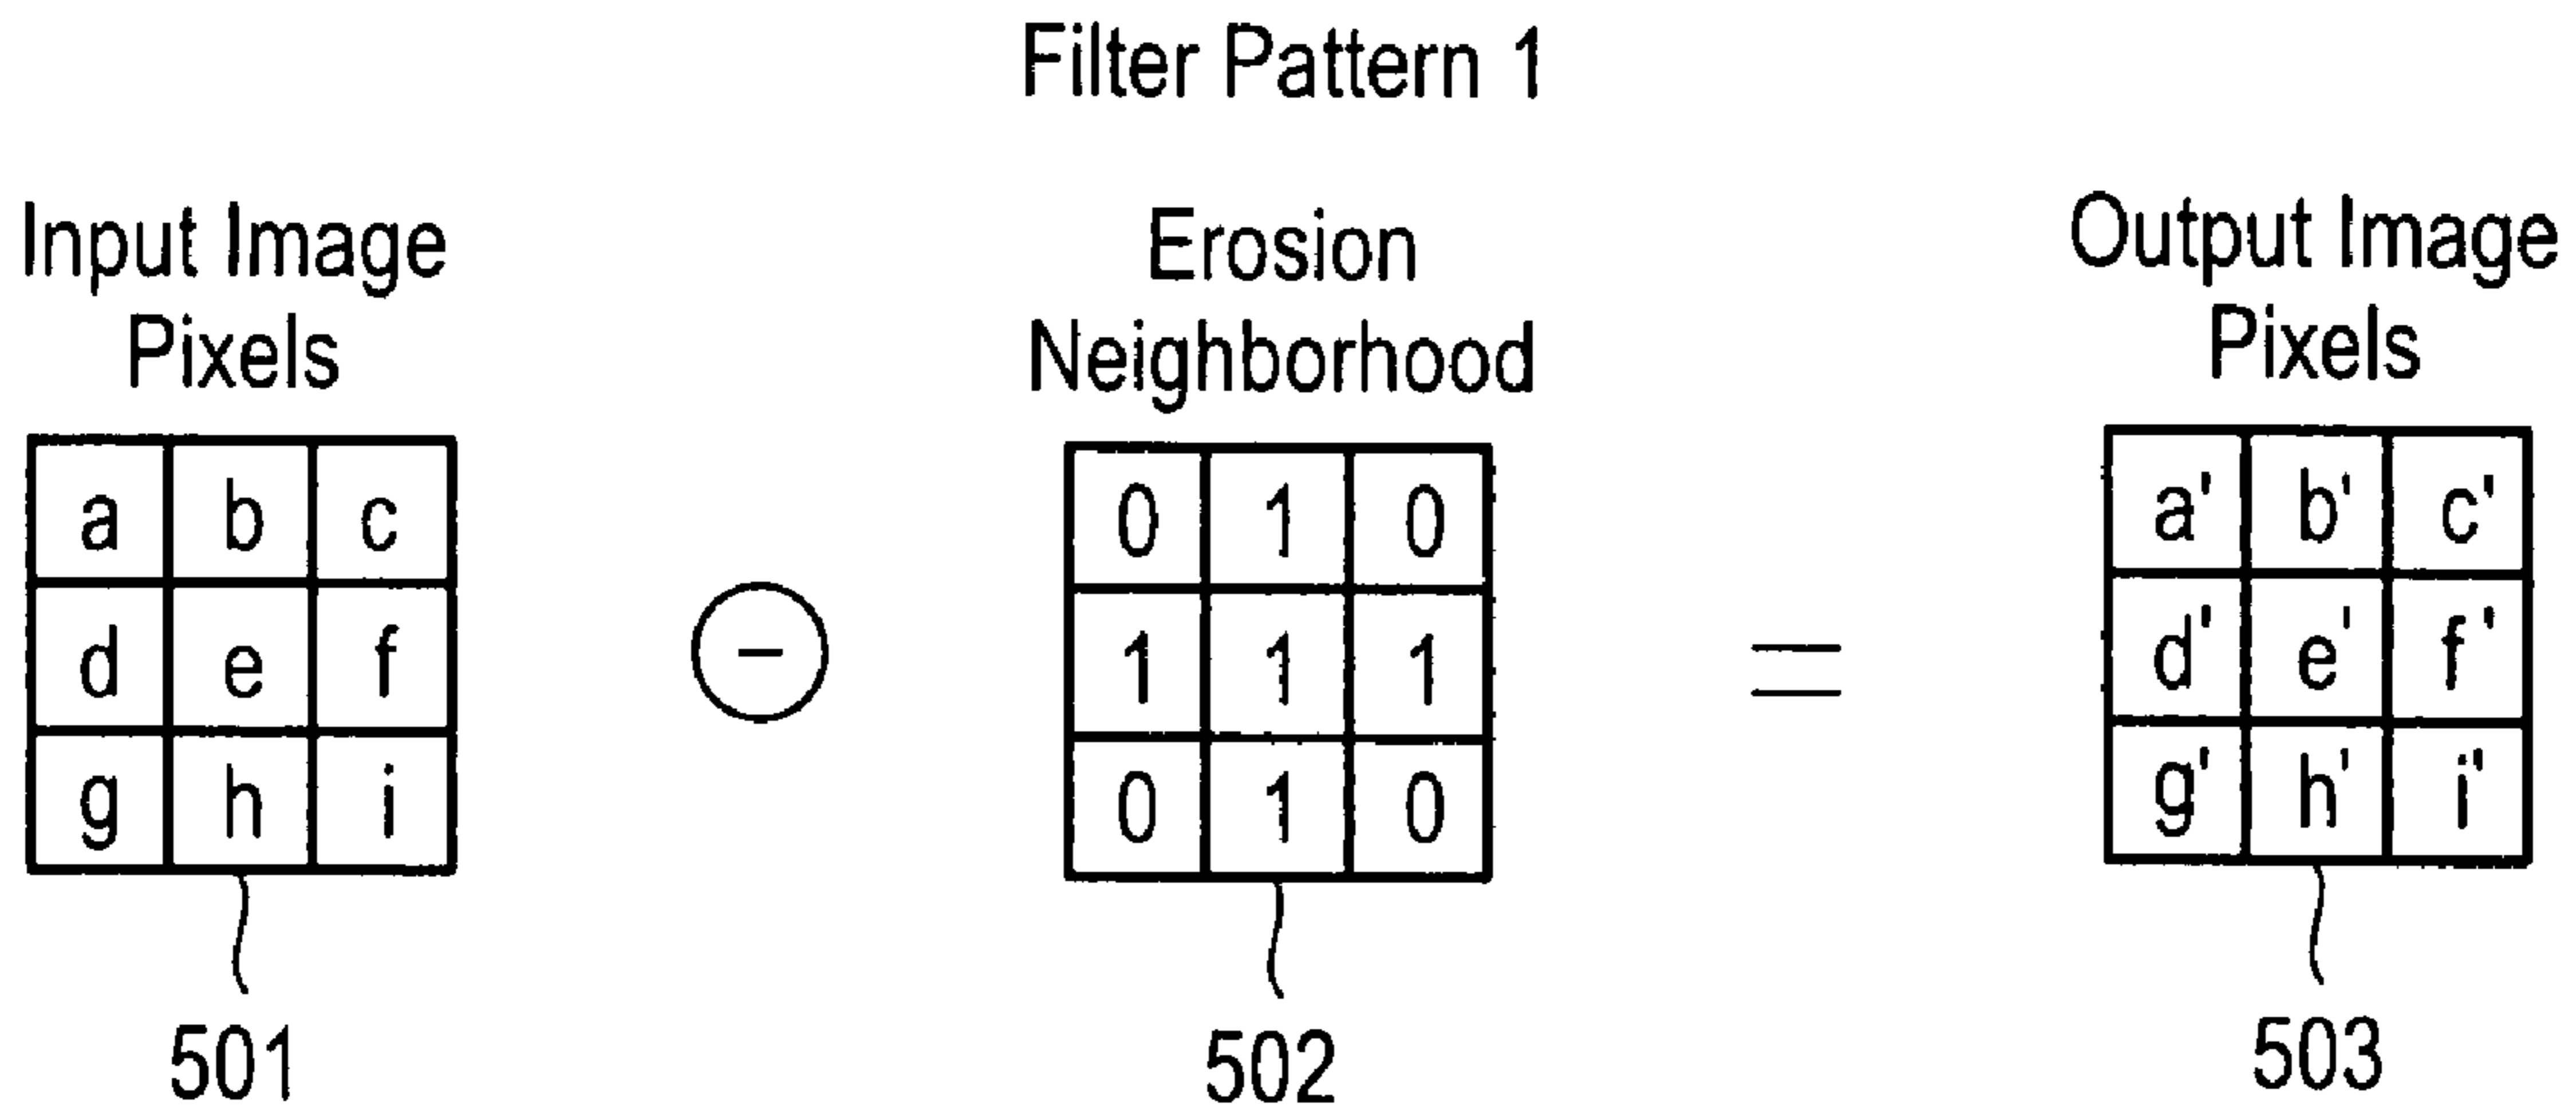 Filter Pattern 1
Input Image
Pixels
a b c
d e f
g h i
501
−
Erosion
Neighborhood
0 1 0
1 1 1
0 1 0
502
=
Output Image
Pixels
a' b' c'
d' e' f'
g' h' i'
503